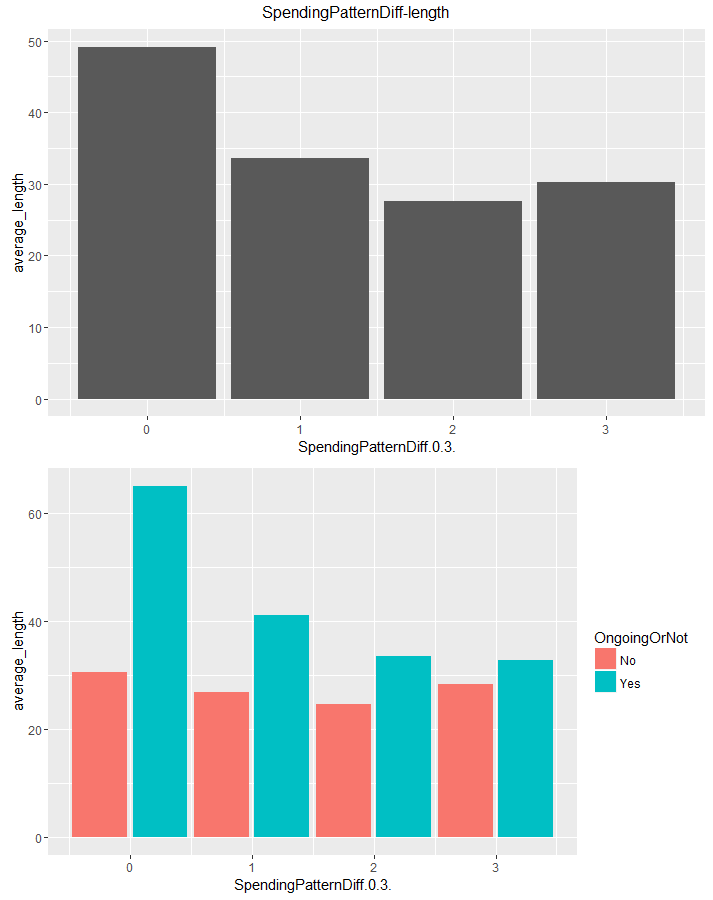 SpendingPatternDiff-length
50
40
30
20
10
0
average_length
0 1 2 3
SpendingPatternDiff.0.3.
60
40
20
0
average_length
0 1 2 3
SpendingPatternDiff.0.3.
OngoingOrNot
No
Yes